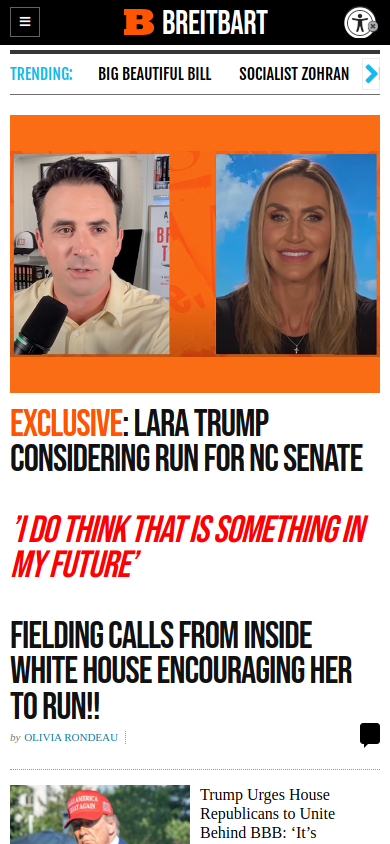 BREITBART
TRENDING:
BIG BEAUTIFUL BILL
SOCIALIST ZOHRAN
EXCLUSIVE: LARA TRUMP
CONSIDERING RUN FOR NC SENATE
’I DO THINK THAT IS SOMETHING IN
MY FUTURE’
FIELDING CALLS FROM INSIDE
WHITE HOUSE ENCOURAGING HER
TO RUN!!
by OLIVIA RONDEAU
Trump Urges House
Republicans to Unite
Behind BBB: ‘It’s